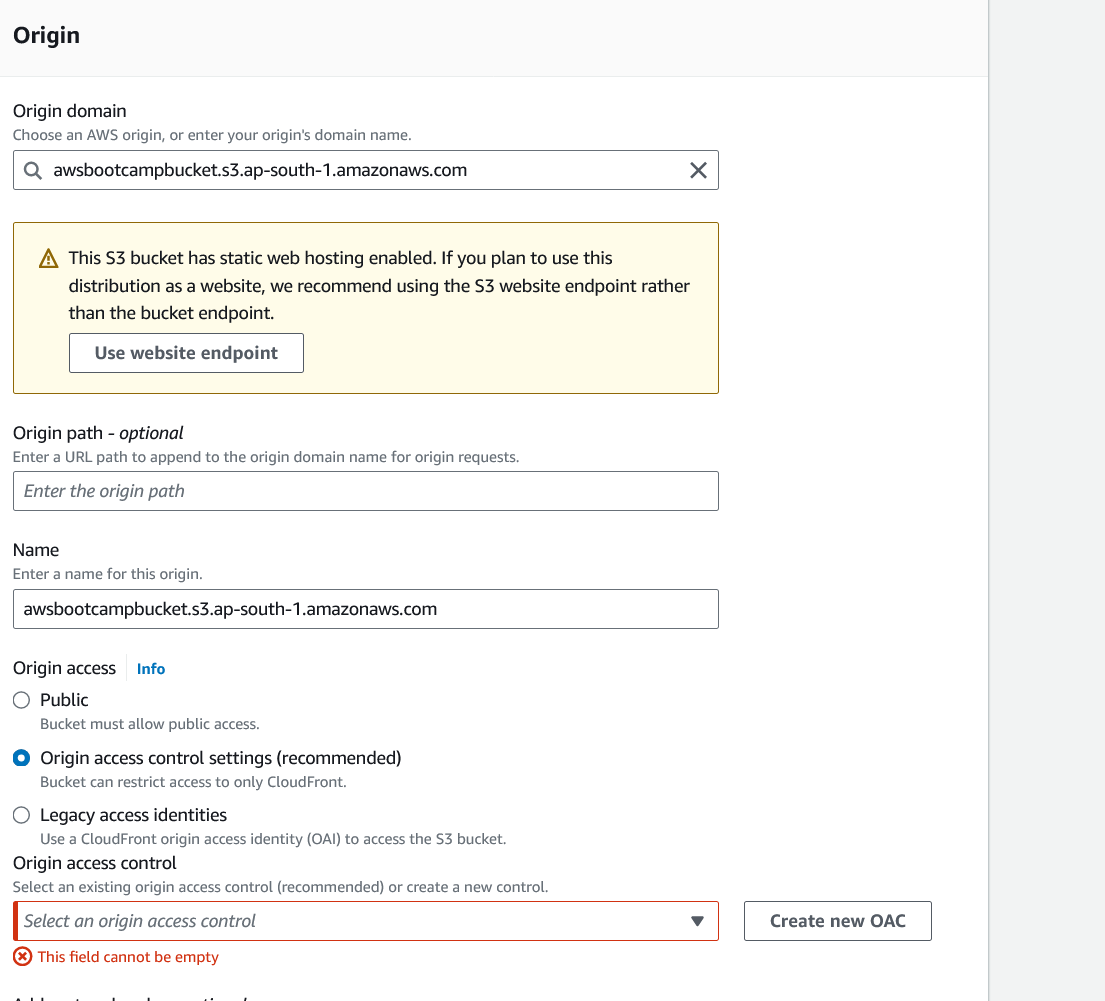 Origin
Origin domain
Choose an AWS origin, or enter your origin's domain name.
awsbootcampbucket.s3.ap-south-1.amazonaws.com
This S3 bucket has static web hosting enabled. If you plan to use this
distribution as a website, we recommend using the S3 website endpoint rather
than the bucket endpoint.
Use website endpoint
Origin path - optional
Enter a URL path to append to the origin domain name for origin requests.
Enter the origin path
Name
Enter a name for this origin.
awsbootcampbucket.s3.ap-south-1.amazonaws.com
Origin access Info
Public
Bucket must allow public access.
Origin access control settings (recommended)
Bucket can restrict access to only CloudFront.
Legacy access identities
Use a CloudFront origin access identity (OAI) to access the S3 bucket.
Origin access control
Select an existing origin access control (recommended) or create a new control.
Select an origin access control
Create new OAC
This field cannot be empty